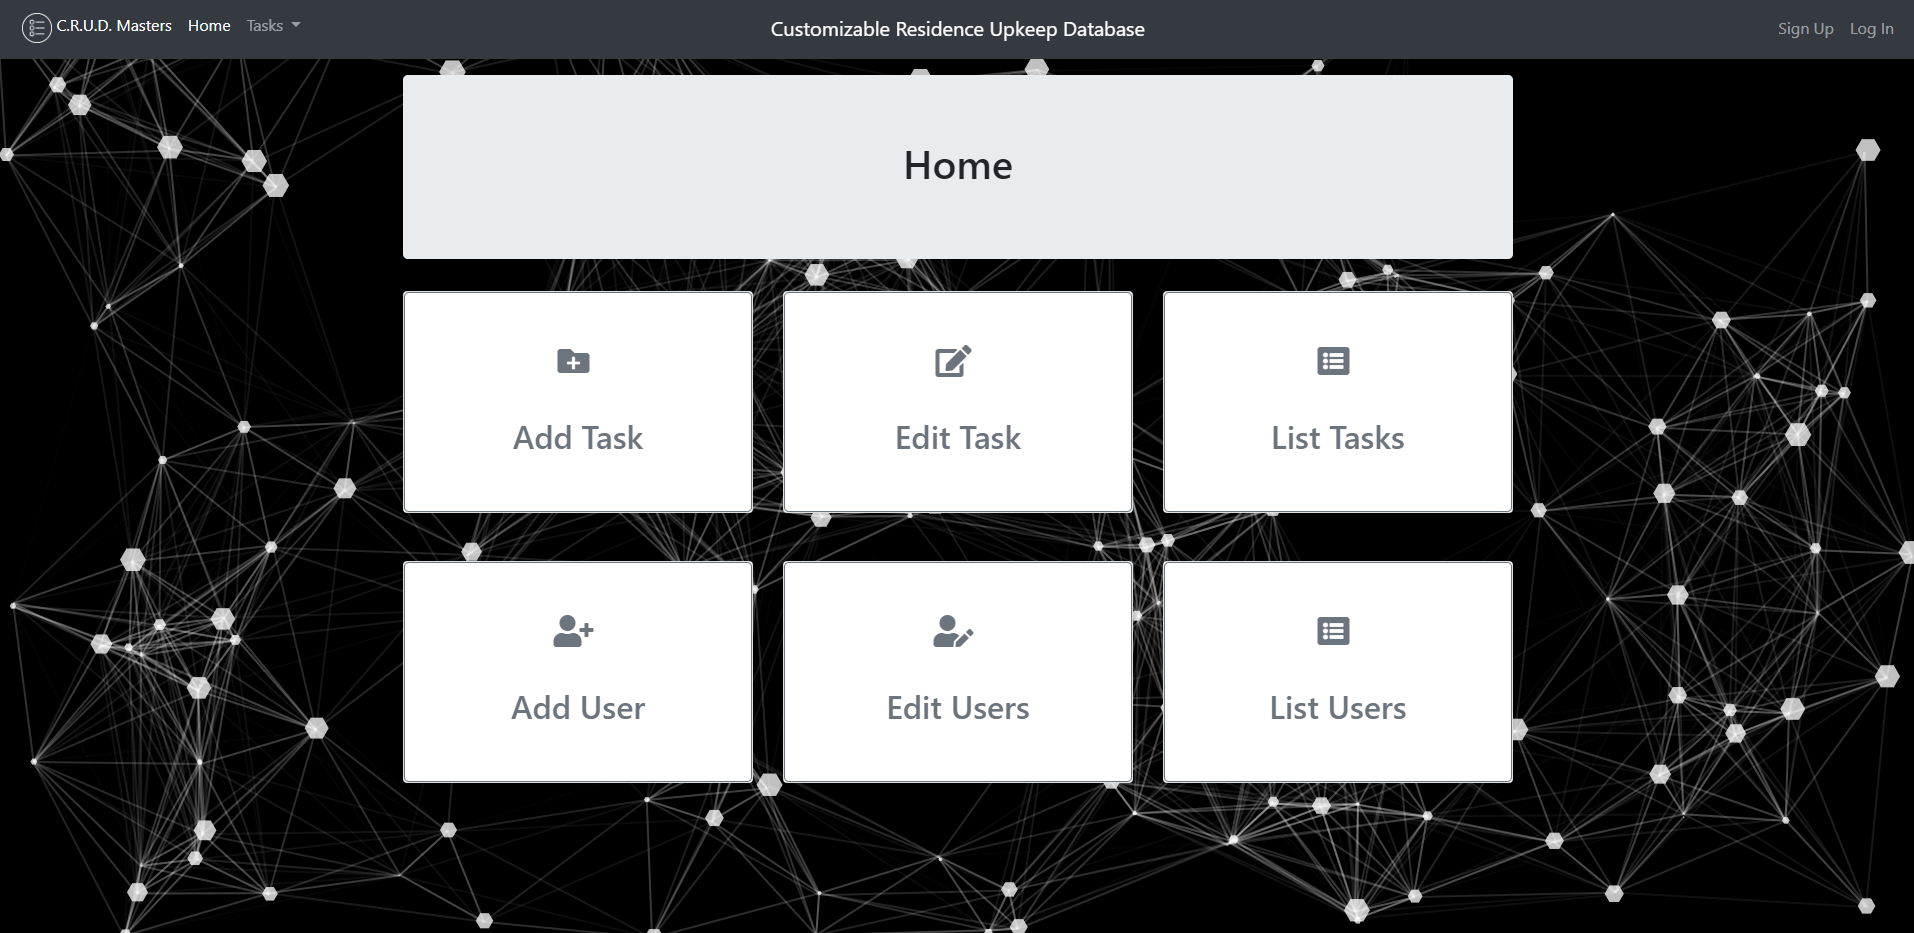 C.R.U.D. Masters Home Tasks Customizable Residence Upkeep Database Sign Up Log In
Home
Add Task Edit Task List Tasks
Add User Edit Users List Users